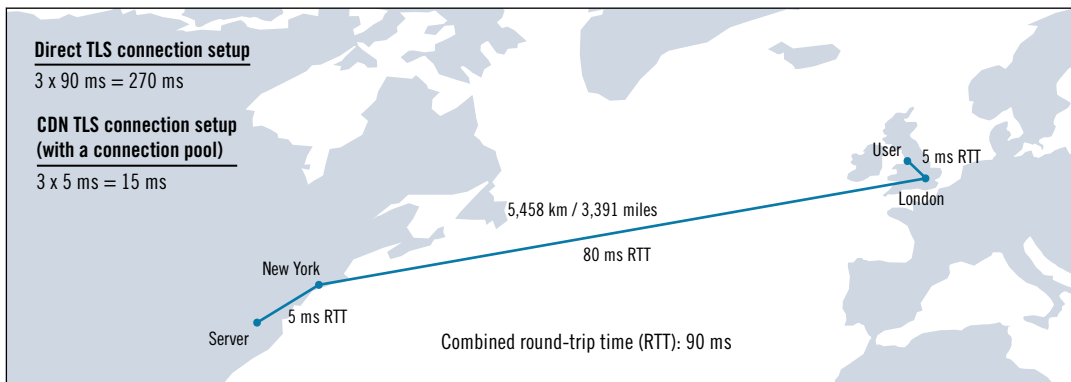 Direct TLS connection setup
3 x 90 ms = 270 ms
CDN TLS connection setup
(with a connection pool)
3 x 5 ms = 15 ms
User
5 ms RTT
London
5,458 km / 3,391 miles
80 ms RTT
New York
5 ms RTT
Server
Combined round-trip time (RTT): 90 ms